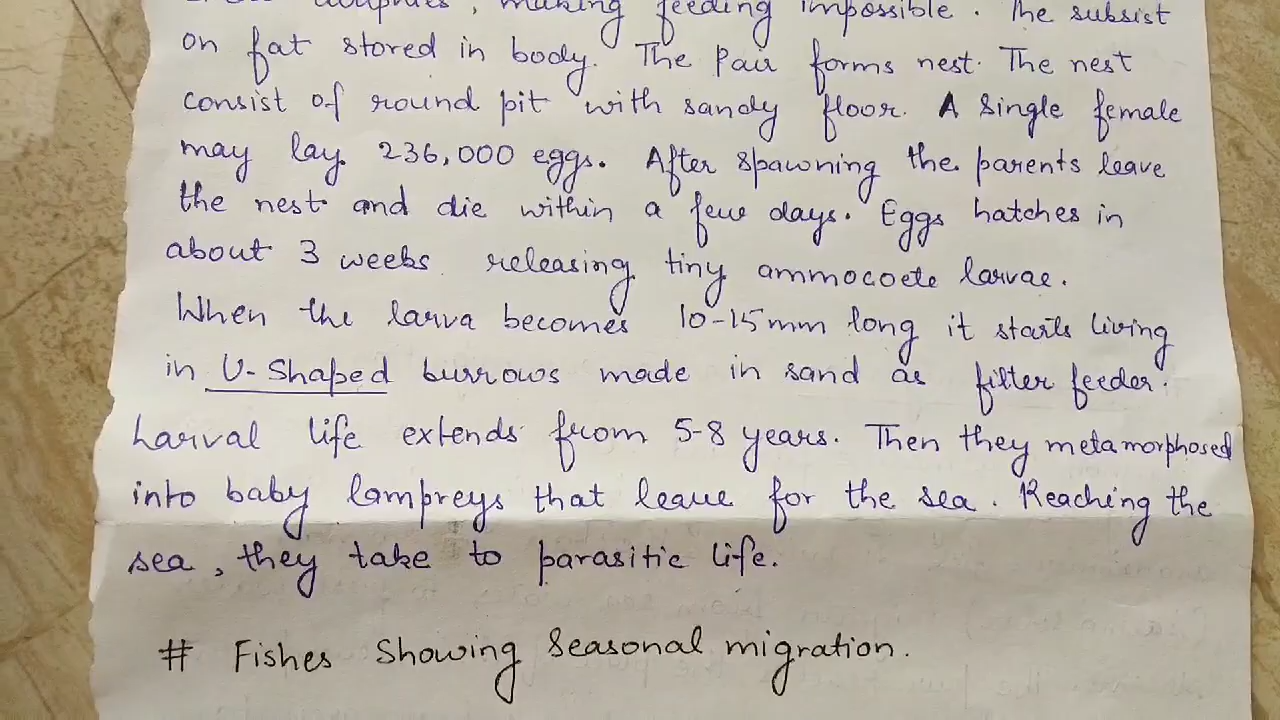 making feeding impossible. The subsist
on fat stored in body. The Pair forms nest. The nest
consist of round pit with sandy floor. A Single female
may lay 236,000 eggs. After spawning the parents leave
the nest and die within a few days. Eggs hatches in
about 3 weeks releasing tiny ammocoete larvae.
When the larva becomes 10-15mm long it starts living
in U-Shaped burrows made in sand as filter feeder.
Larval life extends from 5-8 years. Then they metamorphosed
into baby lampreys that leave for the sea. Reaching the
sea, they take to parasitic life.
# Fishes Showing Seasonal migration.